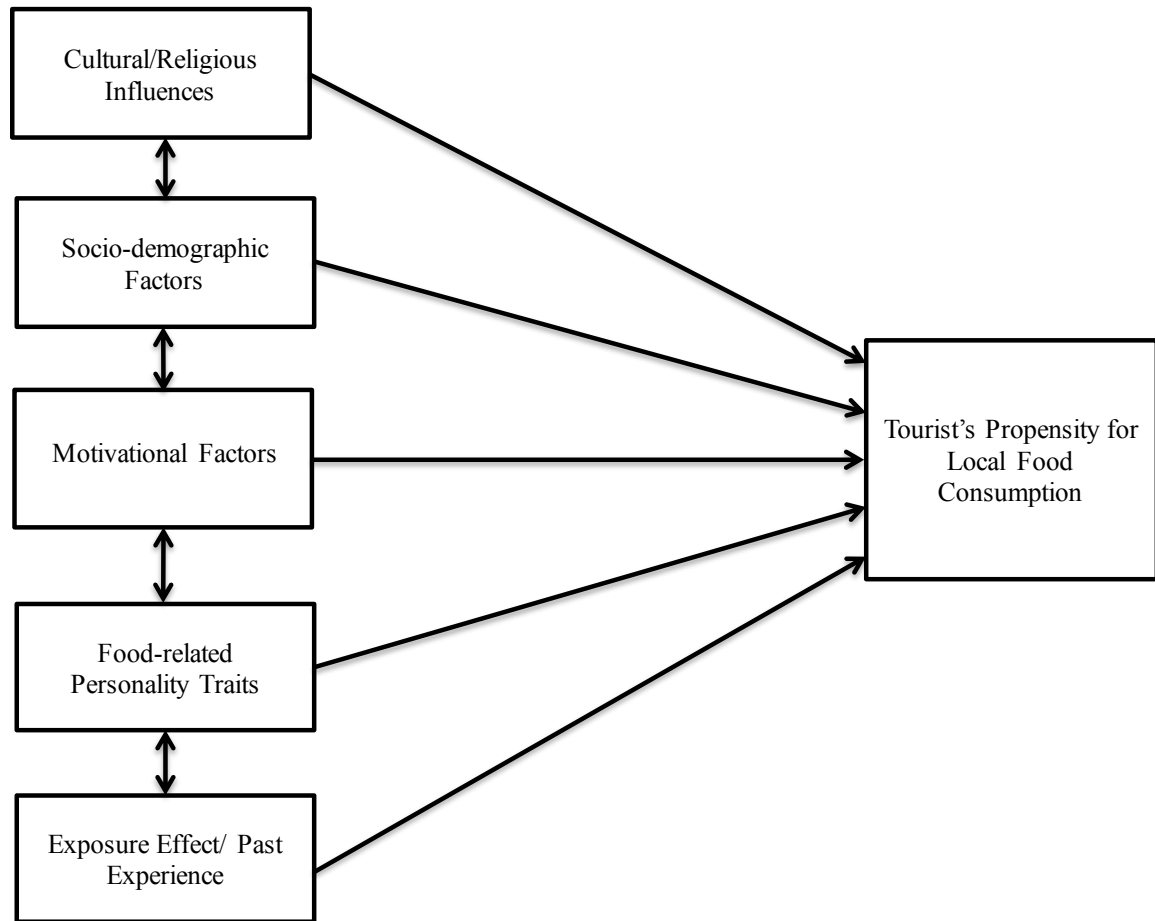 Cultural/Religious
Influences
Socio-demographic
Factors
Motivational Factors
Tourist’s Propensity for
Local Food
Consumption
Food-related
Personality Traits
Exposure Effect/ Past
Experience